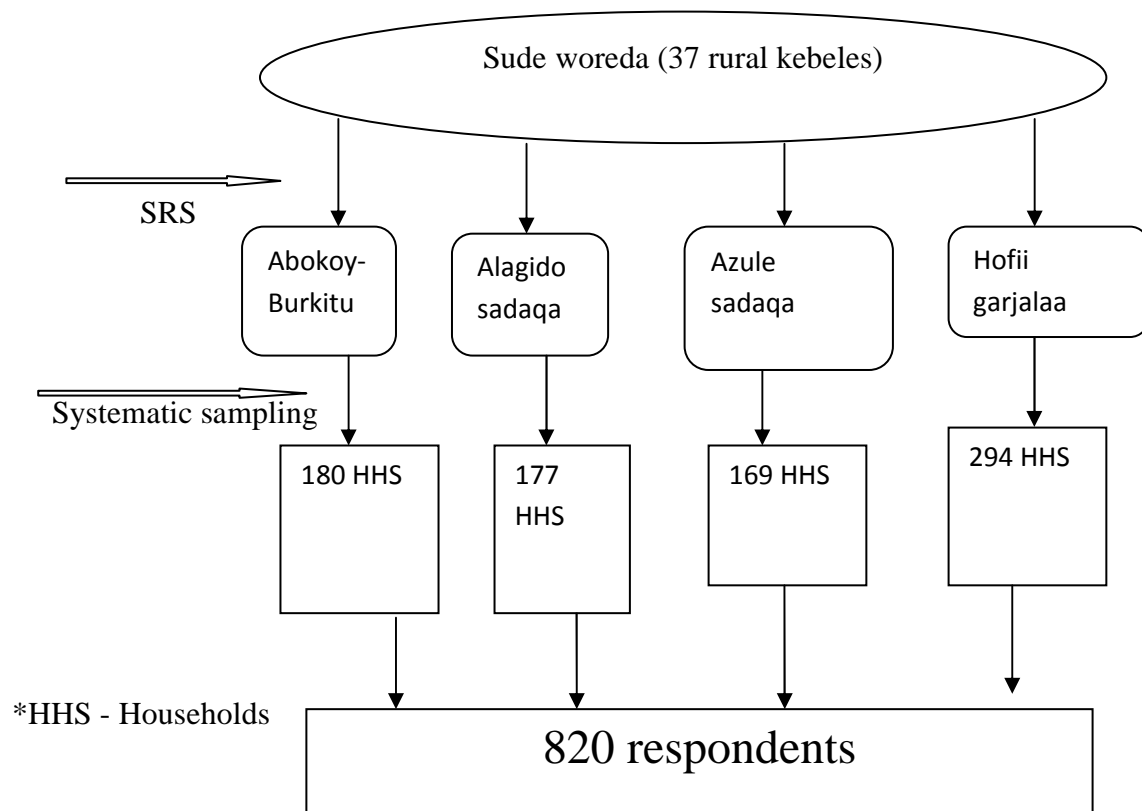 Sude woreda (37 rural kebeles)
SRS
Abokoy-
Burkitu
Alagido
sadaqa
Azule
sadaqa
Hofii
garjalaa
Systematic sampling
180 HHS
177
HHS
169 HHS
294 HHS
*HHS - Households
820 respondents